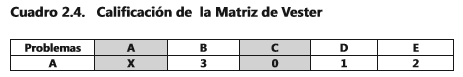 Cuadro 2.4. Calificación de la Matriz de Vester
Problemas A B C D E
A X 3 0 1 2